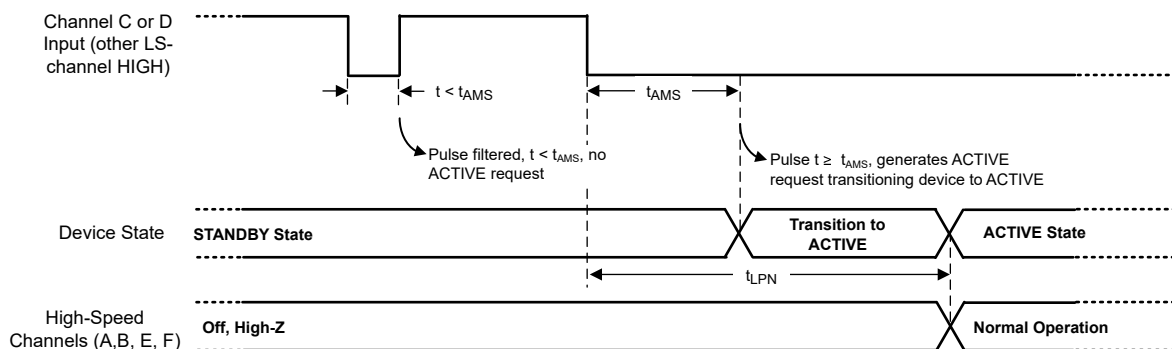 Channel C or D
Input (other LS-
channel HIGH)
t < tAMS
tAMS
Pulse filtered, t < tAMS, no
ACTIVE request
Pulse t ≥ tAMS, generates ACTIVE
request transitioning device to ACTIVE
Device State
STANDBY State
Transition to
ACTIVE
ACTIVE State
tLPN
High-Speed
Channels (A,B, E, F)
Off, High-Z
Normal Operation